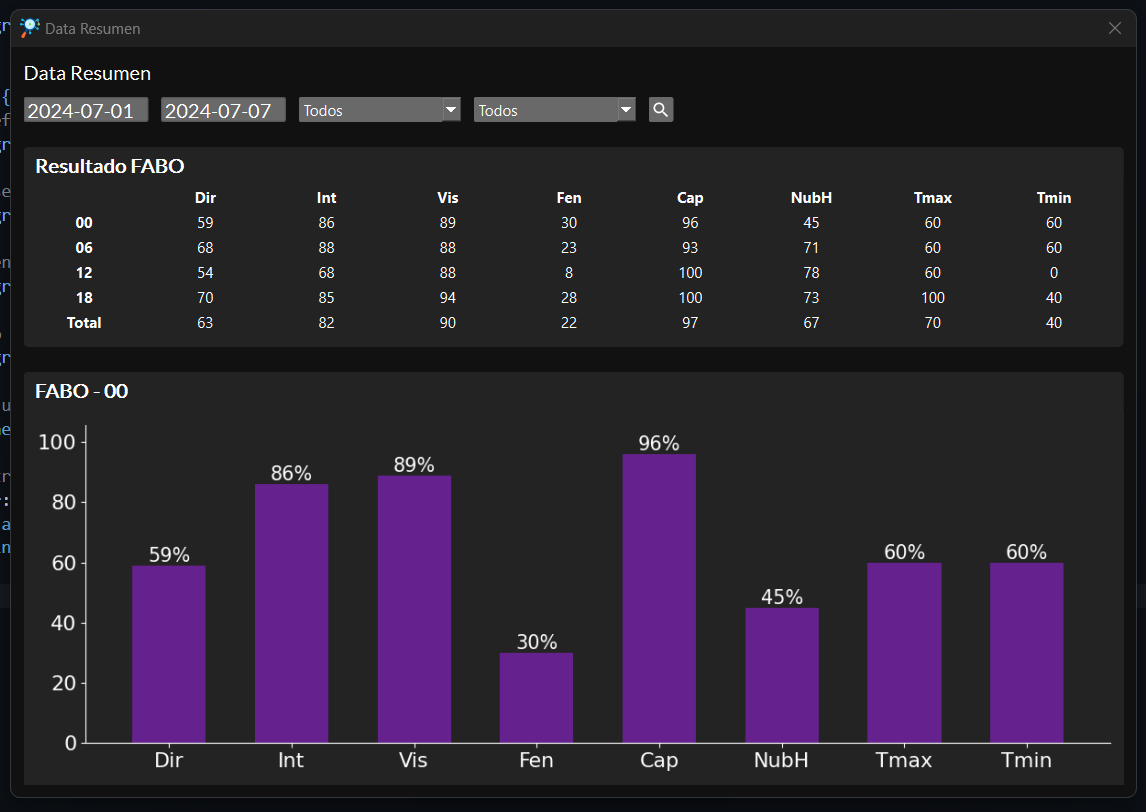 Data Resumen
Data Resumen
2024-07-01 2024-07-07 Todos Todos
Resultado FABO
Dir Int Vis Fen Cap NubH Tmax Tmin
00 59 86 89 30 96 45 60 60
06 68 88 88 23 93 71 60 60
12 54 68 88 8 100 78 60 0
18 70 85 94 28 100 73 100 40
Total 63 82 90 22 97 67 70 40
FABO - 00
100
80
60
40
20
0
59% 86% 89% 30% 96% 45% 60% 60%
Dir Int Vis Fen Cap NubH Tmax Tmin